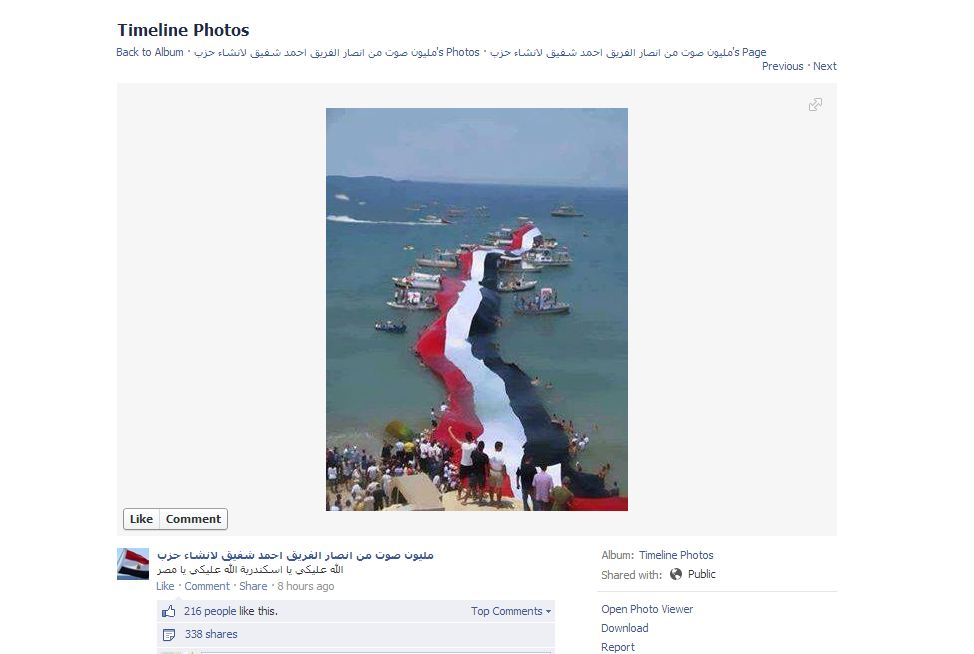 Timeline Photos
Back to Album · مليون صوت من انصار الفريق احمد شفيق لانشاء حزب's Photos · مليون صوت من انصار الفريق احمد شفيق لانشاء حزب's Page
Previous · Next
Like Comment
مليون صوت من انصار الفريق احمد شفيق لانشاء حزب
الله عليكي يا اسكندرية الله عليكي يا مصر
Like · Comment · Share · 8 hours ago
216 people like this.
Top Comments
338 shares
Album: Timeline Photos
Shared with: Public
Open Photo Viewer
Download
Report